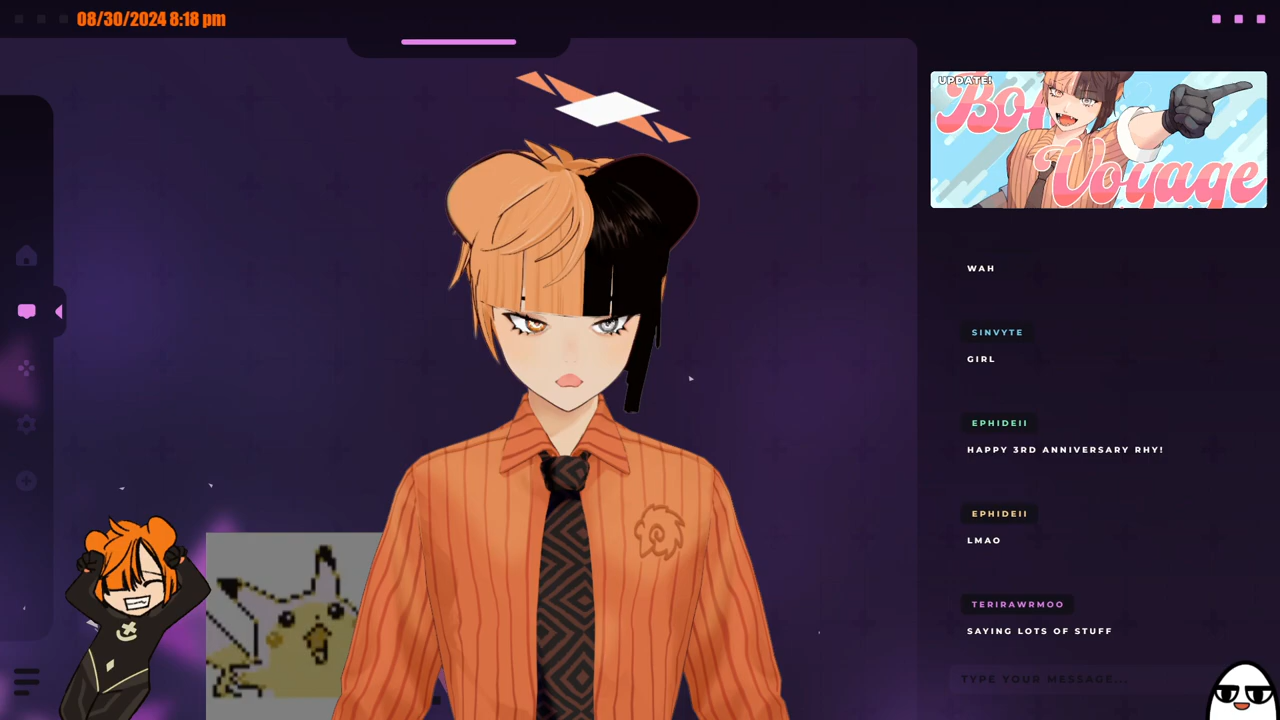 08/30/2024 8:18 pm
UPDATE!
Bon
Voyage
WAH
SINVYTE
GIRL
EPHIDEII
HAPPY 3RD ANNIVERSARY RHY!
EPHIDEII
LMAO
TERIRAWRMOO
SAYING LOTS OF STUFF
TYPE YOUR MESSAGE...